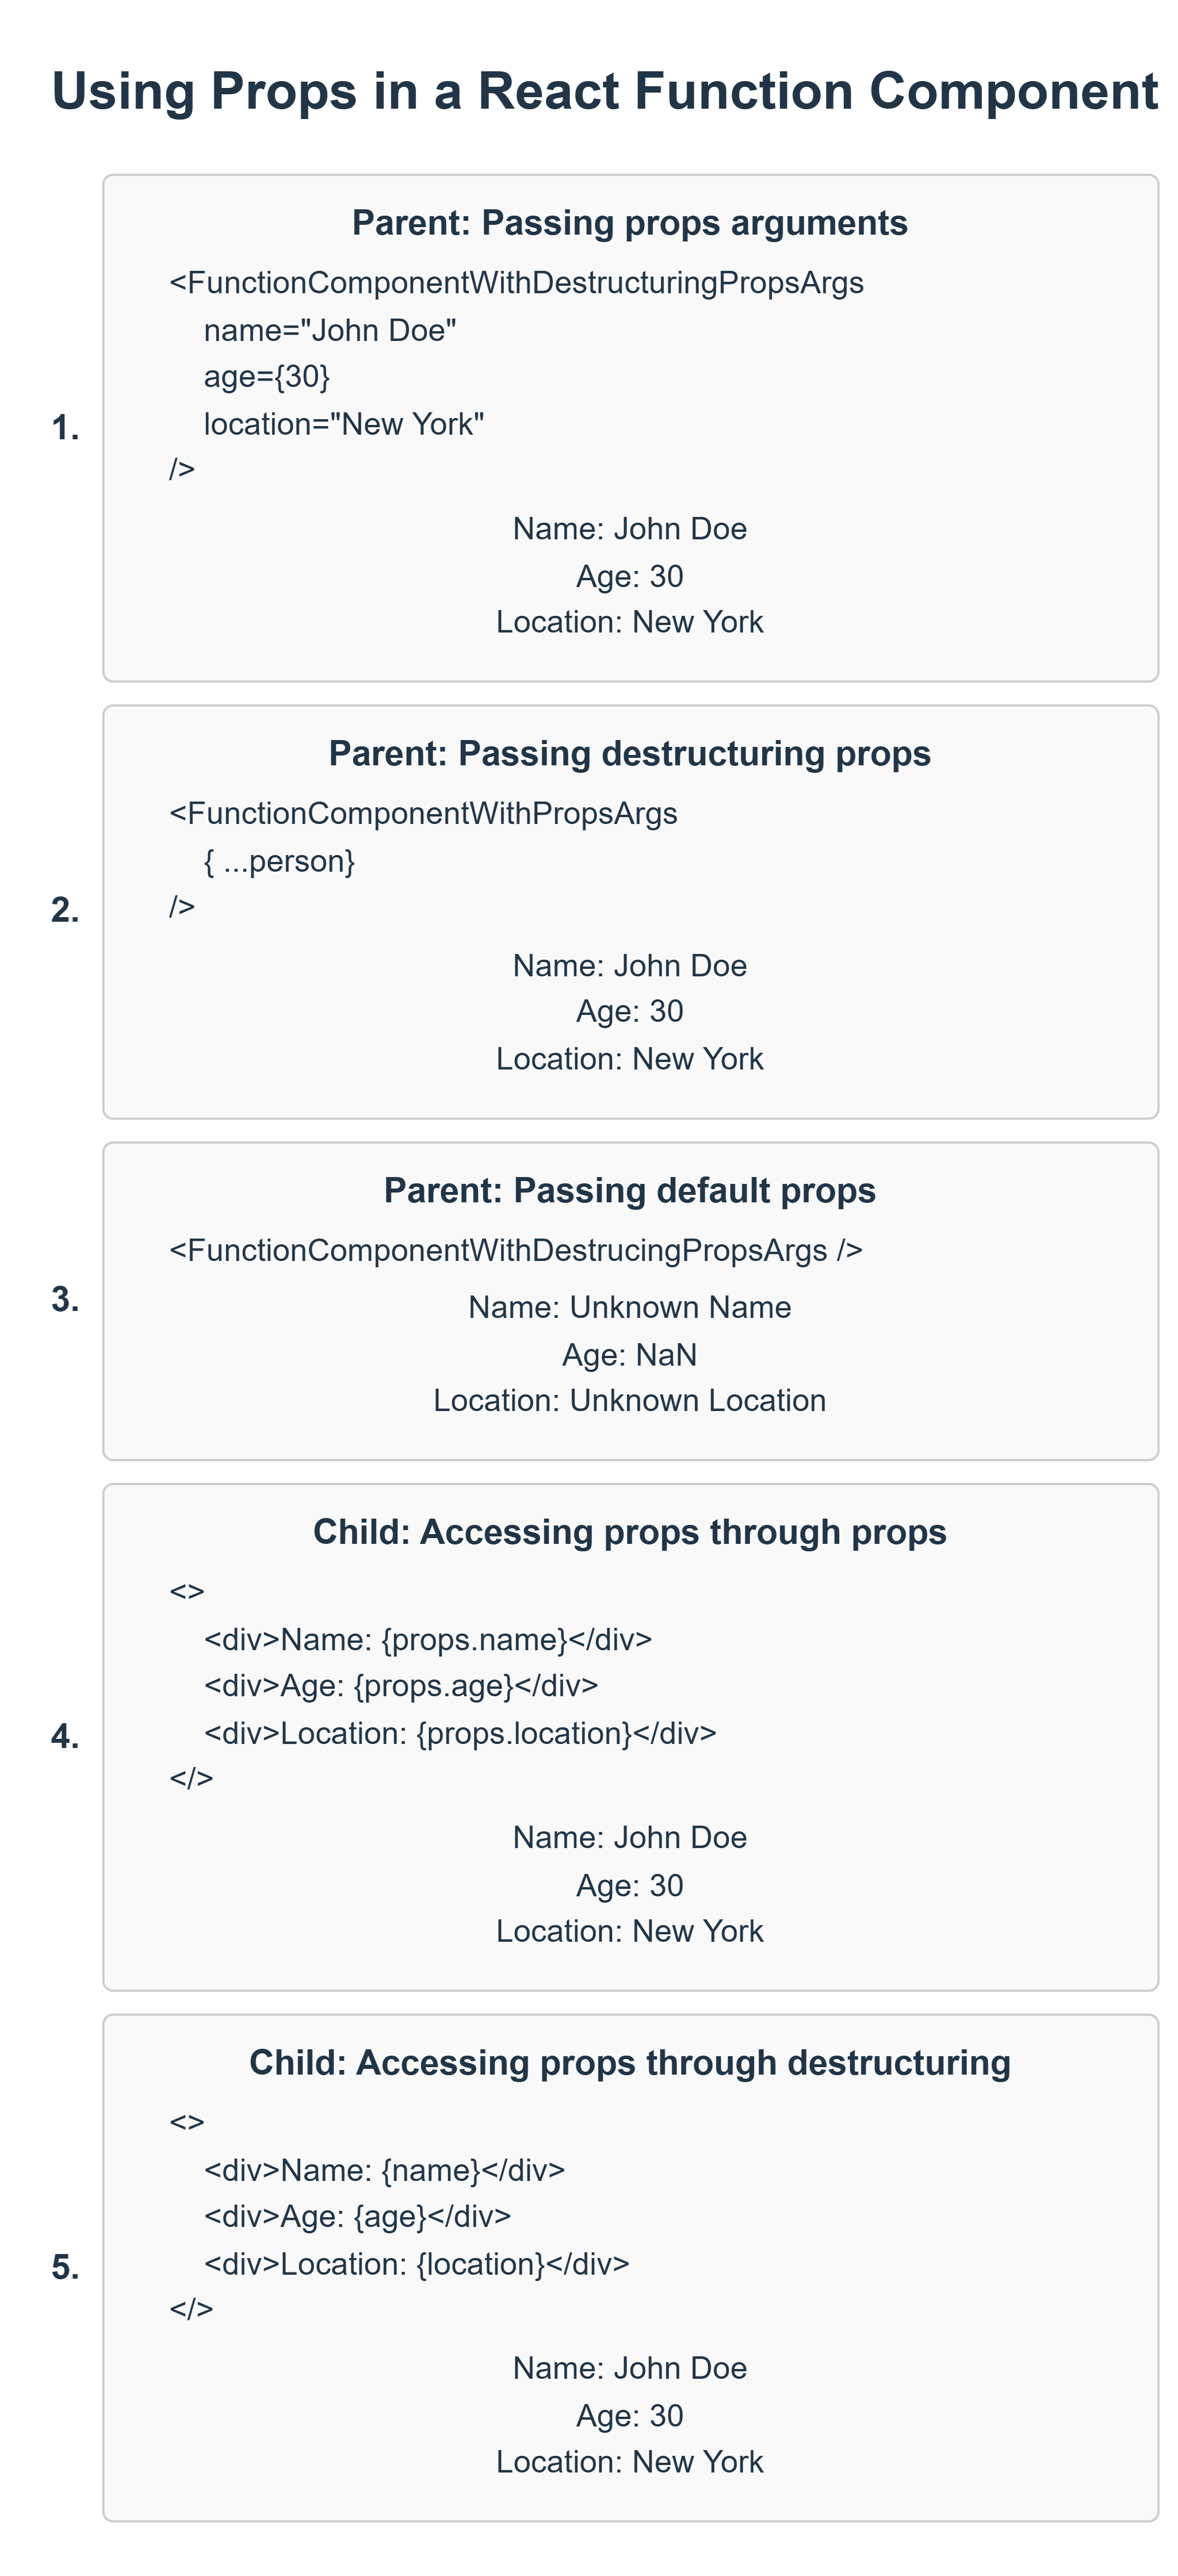 Using Props in a React Function Component
Parent: Passing props arguments
<FunctionComponentWithDestructuringPropsArgs
name="John Doe"
age={30}
location="New York"
1.
/>
Name: John Doe
Age: 30
Location: New York
Parent: Passing destructuring props
<FunctionComponentWithPropsArgs
{ ...person}
2.
/>
Name: John Doe
Age: 30
Location: New York
Parent: Passing default props
<FunctionComponentWithDestrucingPropsArgs />
3.
Name: Unknown Name
Age: NaN
Location: Unknown Location
Child: Accessing props through props
<>
<div>Name: {props.name}</div>
<div>Age: {props.age}</div>
4.
<div>Location: {props.location}</div>
</>
Name: John Doe
Age: 30
Location: New York
Child: Accessing props through destructuring
<>
<div>Name: {name}</div>
<div>Age: {age}</div>
5.
<div>Location: {location}</div>
</>
Name: John Doe
Age: 30
Location: New York